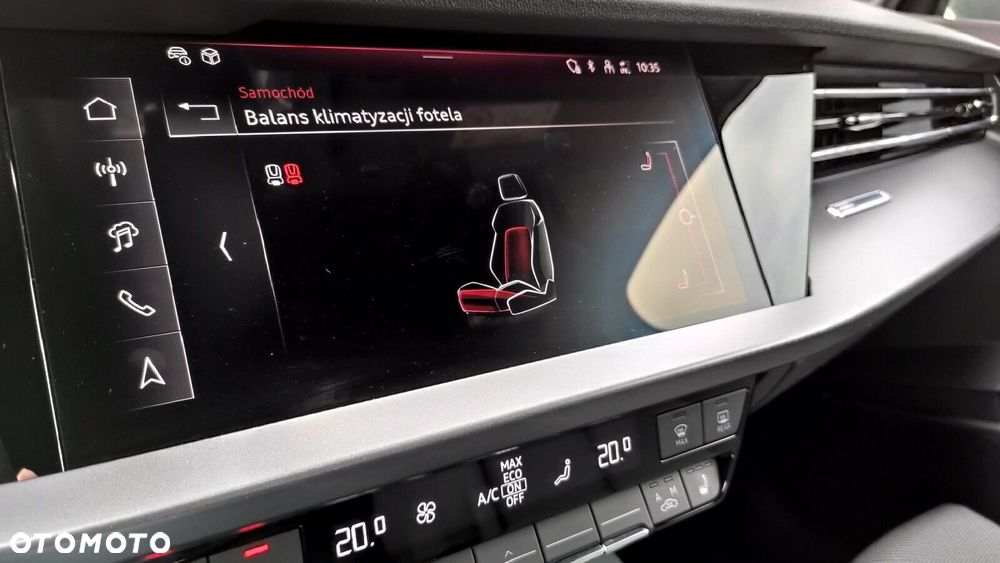 10:35
Samochód
Balans klimatyzacji fotela
MAX
REAR
MAX
ECO
A/C ON
OFF
20.0
20.0
A M
OTOMOTO